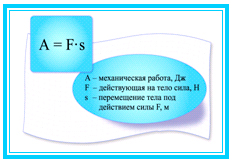 A = F·s
A – механическая работа, Дж
F – действующая на тело сила, Н
s – перемещение тела под
действием силы F, м